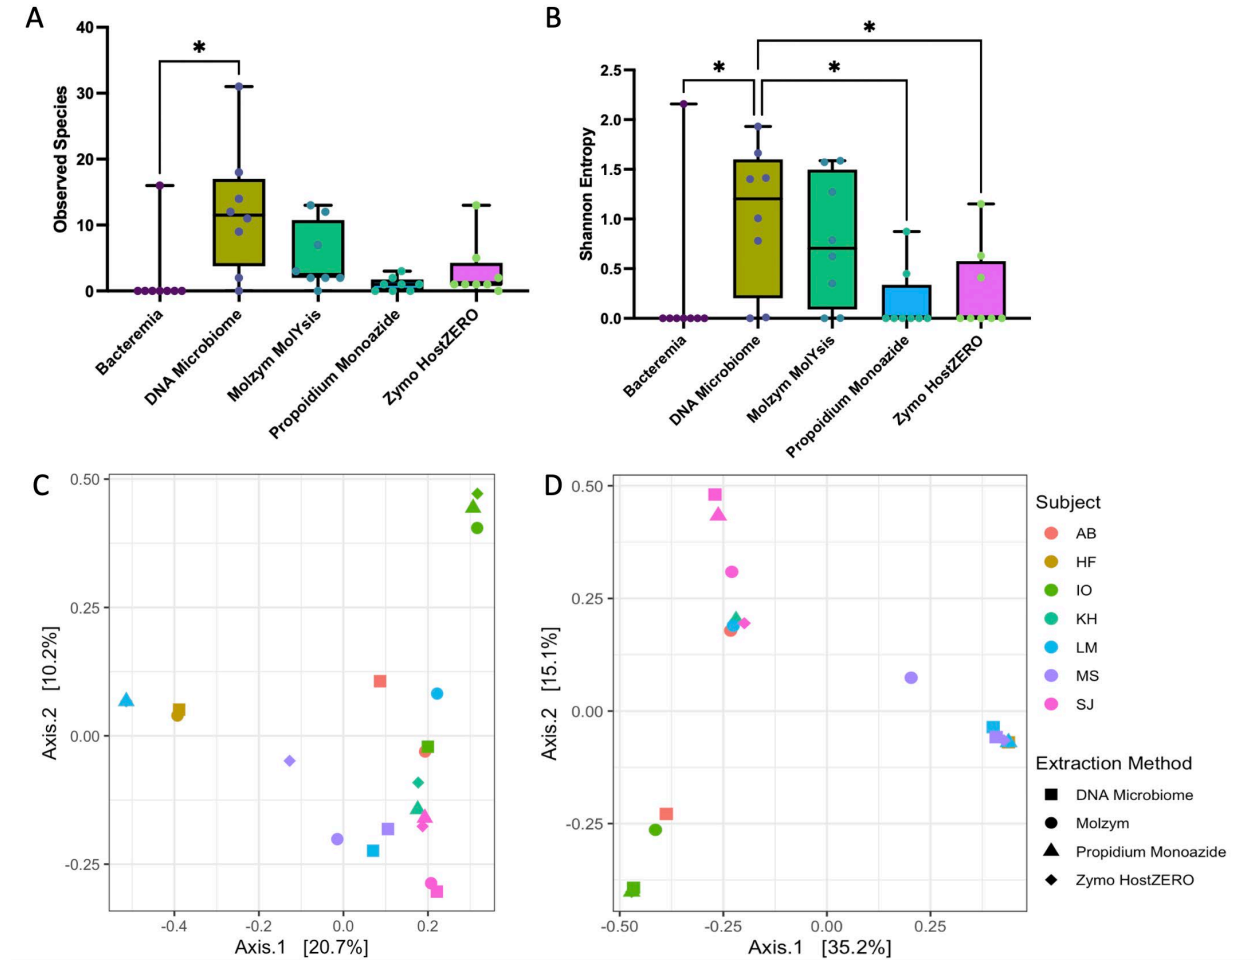 A
Observed Species
40
30
20
10
0
*
Bacteremia
DNA Microbiome
Molzym MolYsis
Propoidium Monoazide
Zymo HostZERO
B
Shannon Entropy
2.5
2.0
1.5
1.0
0.5
0.0
*
*
*
Bacteremia
DNA Microbiome
Molzym MolYsis
Propoidium Monoazide
Zymo HostZERO
C
Axis.2 [10.2%]
0.50
0.25
0.00
-0.25
-0.4
-0.2
0.0
0.2
Axis.1 [20.7%]
D
Axis.2 [15.1%]
0.50
0.25
0.00
-0.25
-0.50
-0.25
0.00
0.25
Axis.1 [35.2%]
Subject
AB
HF
IO
KH
LM
MS
SJ
Extraction Method
DNA Microbiome
Molzym
Propidium Monoazide
Zymo HostZERO